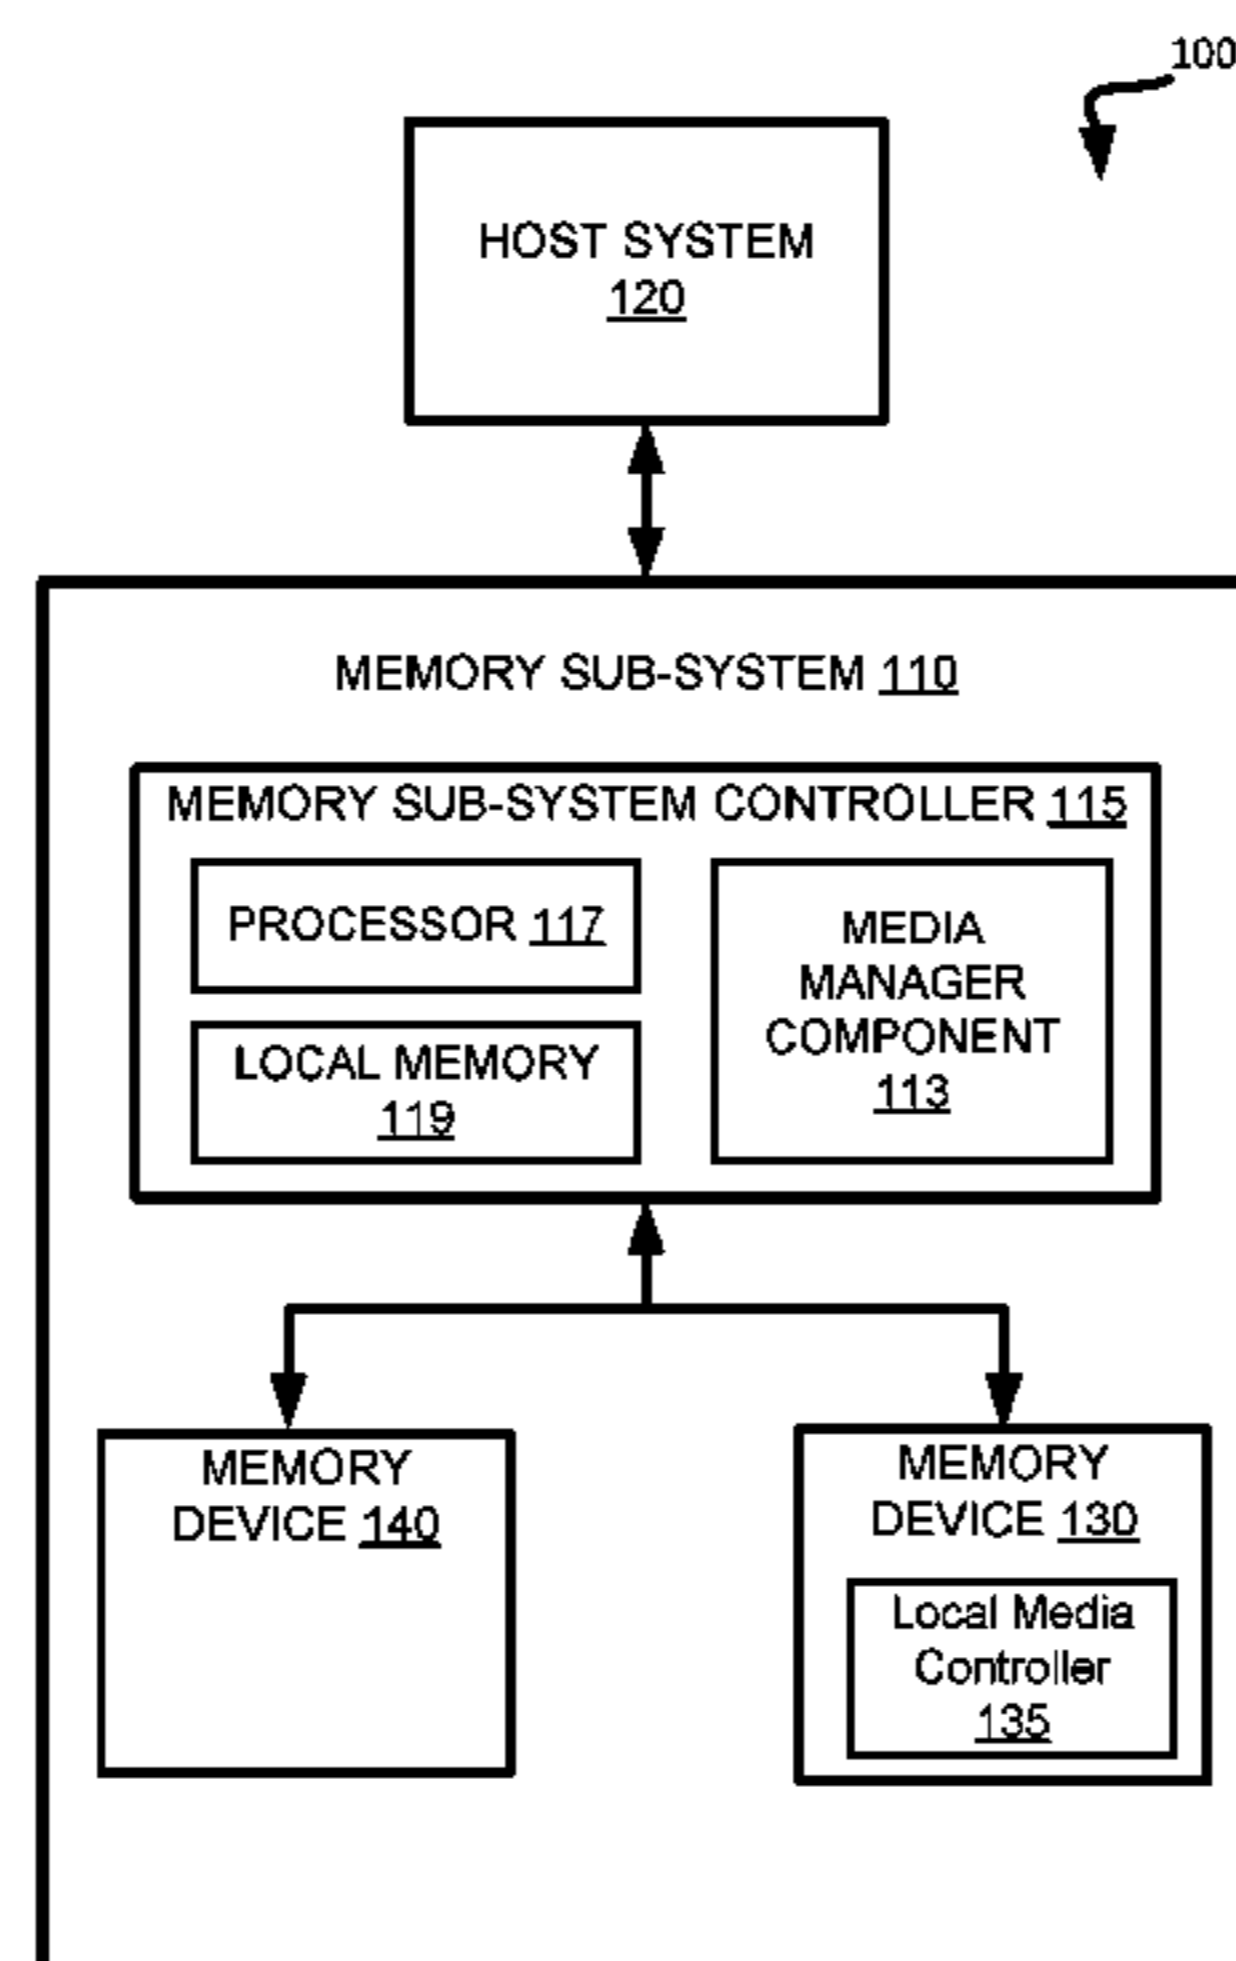 100
HOST SYSTEM
120
MEMORY SUB-SYSTEM 110
MEMORY SUB-SYSTEM CONTROLLER 115
PROCESSOR 117
LOCAL MEMORY
119
MEDIA
MANAGER
COMPONENT
113
MEMORY
DEVICE 140
MEMORY
DEVICE 130
Local Media
Controller
135